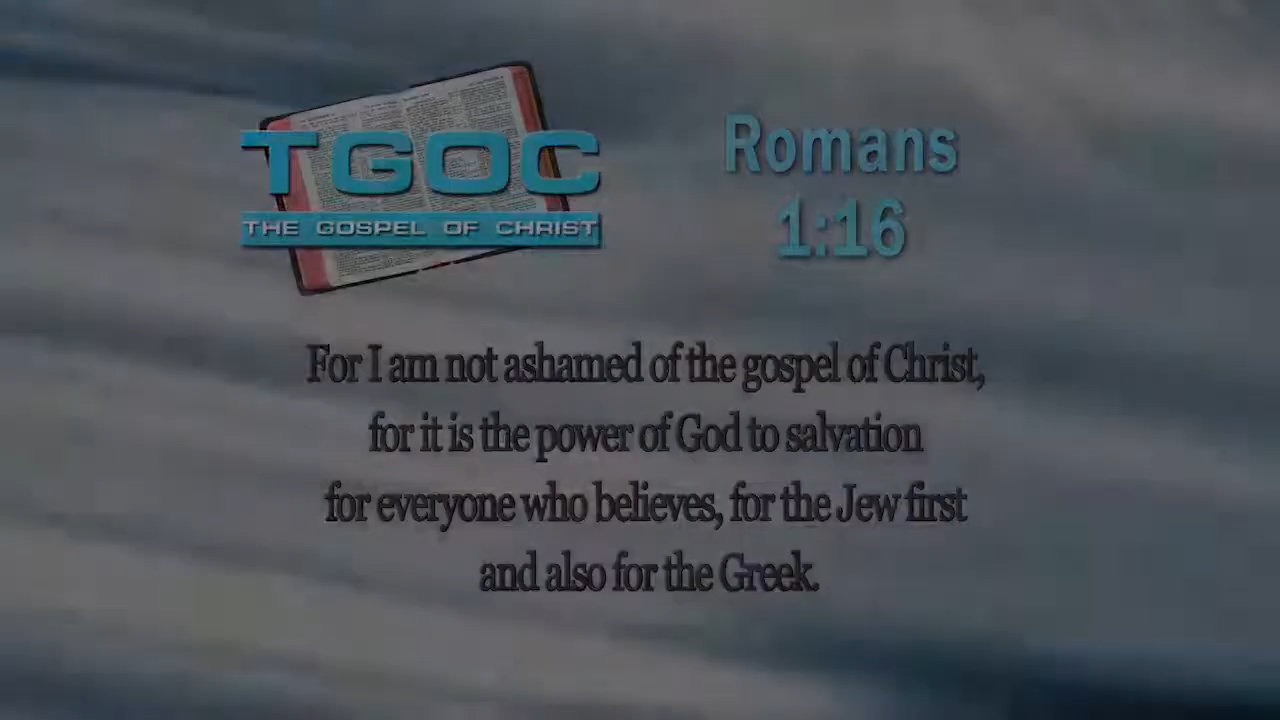 TGOC
THE GOSPEL OF CHRIST
Romans
1:16
For I am not ashamed of the gospel of Christ,
for it is the power of God to salvation
for everyone who believes, for the Jew first
and also for the Greek.